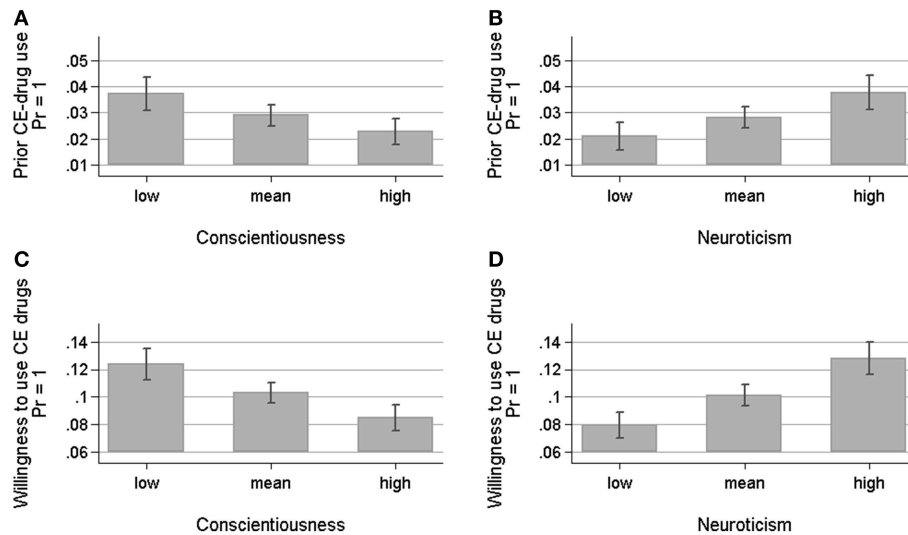 A
Prior CE-drug use
Pr = 1
.05
.04
.03
.02
.01
low mean high
Conscientiousness
B
Prior CE-drug use
Pr = 1
.05
.04
.03
.02
.01
low mean high
Neuroticism
C
Willingness to use CE drugs
Pr = 1
.14
.12
.1
.08
.06
low mean high
Conscientiousness
D
Willingness to use CE drugs
Pr = 1
.14
.12
.1
.08
.06
low mean high
Neuroticism